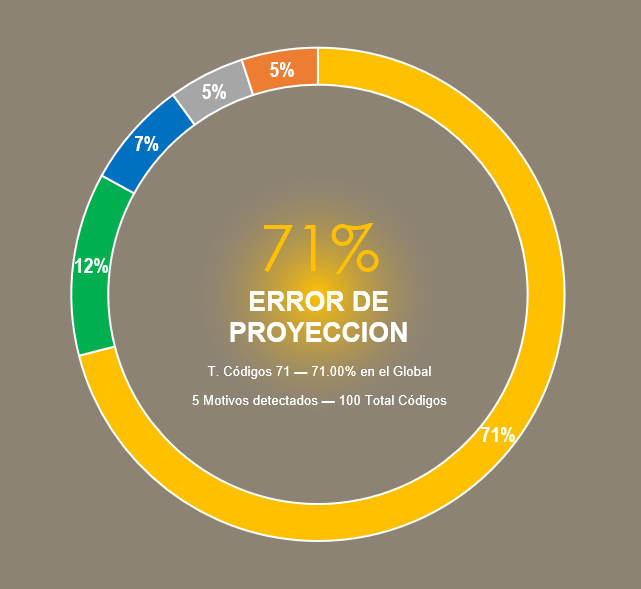 5%
5%
7%
12%
71%
ERROR DE
PROYECCION
T. Códigos 71 — 71.00% en el Global
5 Motivos detectados — 100 Total Códigos
71%